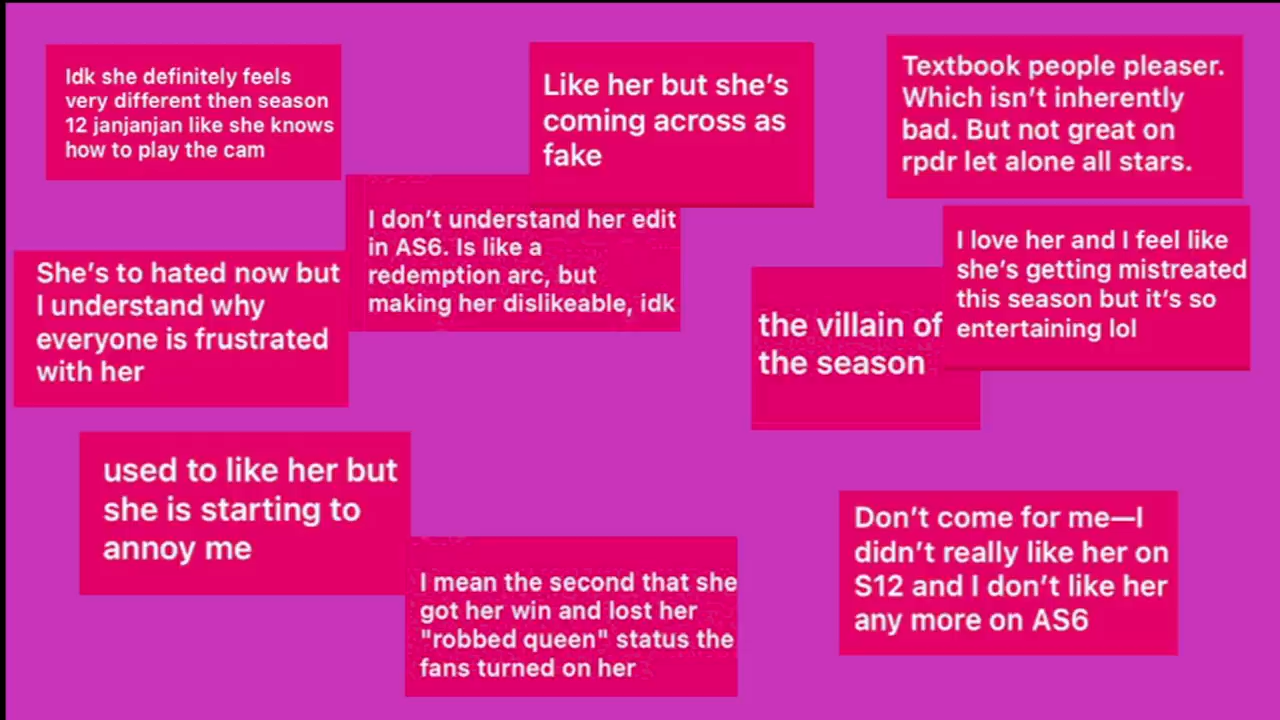 Idk she definitely feels
very different then season
12 janjanjan like she knows
how to play the cam
Like her but she's
coming across as
fake
Textbook people pleaser.
Which isn't inherently
bad. But not great on
rpdr let alone all stars.
I don't understand her edit
in AS6. Is like a
redemption arc, but
making her dislikeable, idk
I love her and I feel like
she's getting mistreated
this season but it's so
entertaining lol
She's to hated now but
I understand why
everyone is frustrated
with her
the villain of
the season
used to like her but
she is starting to
annoy me
I mean the second that she
got her win and lost her
"robbed queen" status the
fans turned on her
Don't come for me—I
didn't really like her on
S12 and I don't like her
any more on AS6